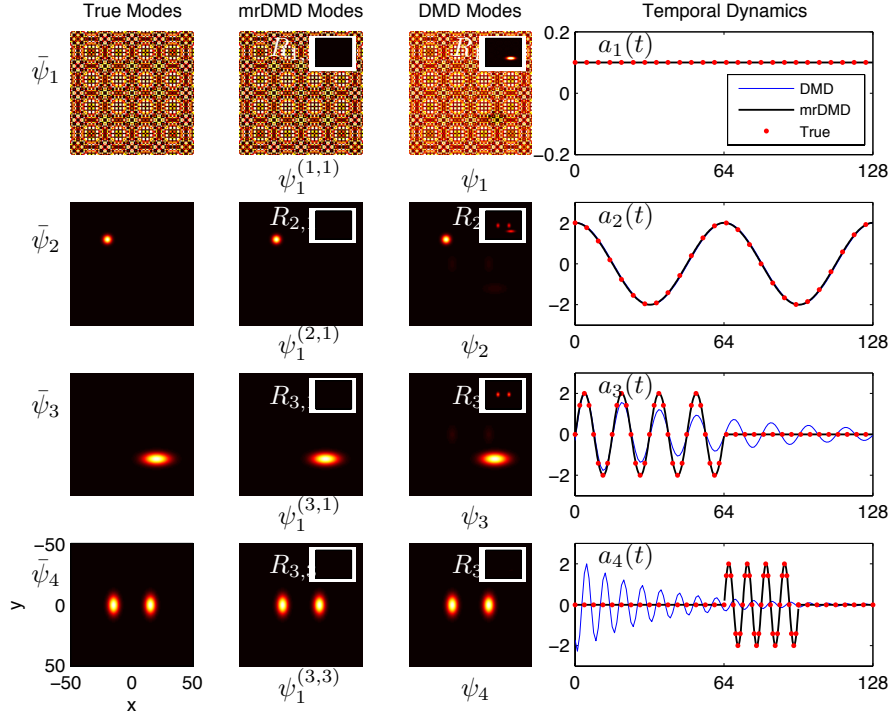 True Modes mrDMD Modes DMD Modes Temporal Dynamics
ψ̄₁
R₁,
R
a₁(t)
0.2
0
−0.2
0 64 128
DMD
mrDMD
True
ψ₁⁽¹,¹⁾ ψ₁
ψ̄₂
R₂,
R₂
a₂(t)
2
0
−2
0 64 128
ψ₁⁽²,¹⁾ ψ₂
ψ̄₃
R₃,
R₃
a₃(t)
2
0
−2
0 64 128
ψ₁⁽³,¹⁾ ψ₃
ψ̄₄
R₃,
R₃
a₄(t)
2
0
−2
0 64 128
−50
0
50
y
−50 0 50
x
ψ₁⁽³,³⁾ ψ₄